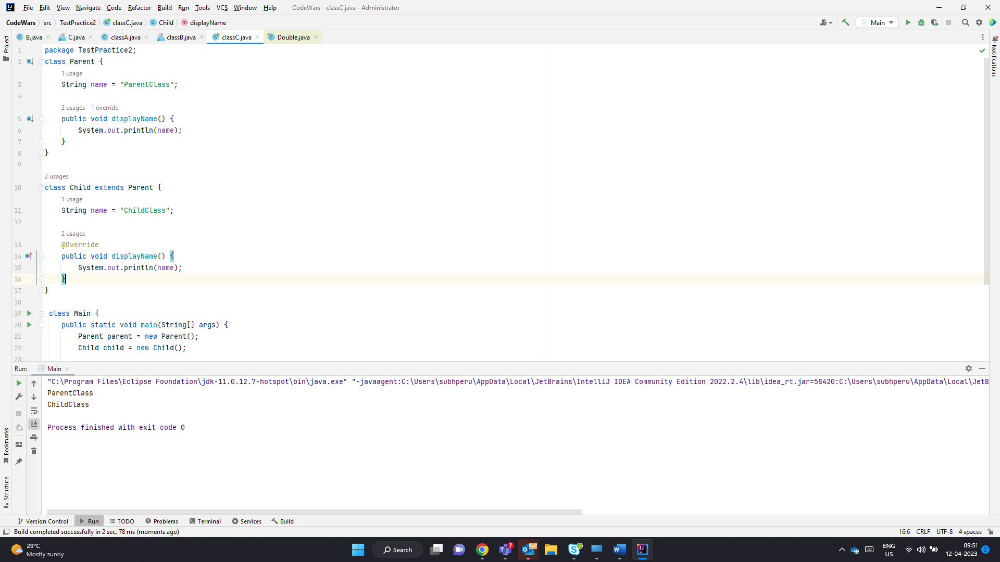 File Edit View Navigate Code Refactor Build Run Tools VCS Window Help CodeWars - classC.java - Administrator
CodeWars src TestPractice2 classC.java Child displayName Main
B.java C.java classA.java classB.java classC.java Double.java
Project
Notifications
1 package TestPractice2;
2 class Parent {
1 usage
3 String name = "ParentClass";
4
2 usages 1 override
5 public void displayName() {
6 System.out.println(name);
7 }
8 }
9
2 usages
10 class Child extends Parent {
1 usage
11 String name = "ChildClass";
12
2 usages
13 @Override
14 public void displayName() {
15 System.out.println(name);
16 }
17 }
18
19 class Main {
20 public static void main(String[] args) {
21 Parent parent = new Parent();
22 Child child = new Child();
23
Run: Main
"C:\Program Files\Eclipse Foundation\jdk-11.0.12.7-hotspot\bin\java.exe" "-javaagent:C:\Users\subhperu\AppData\Local\JetBrains\IntelliJ IDEA Community Edition 2022.2.4\lib\idea_rt.jar=58420:C:\Users\subhperu\AppData\Local\JetB
ParentClass
ChildClass
Process finished with exit code 0
Bookmarks
Structure
Version Control Run TODO Problems Terminal Services Build
Build completed successfully in 2 sec, 78 ms (moments ago) 16:6 CRLF UTF-8 4 spaces
29°C
Mostly sunny
Search
7
ENG
US
09:51
12-04-2023
2